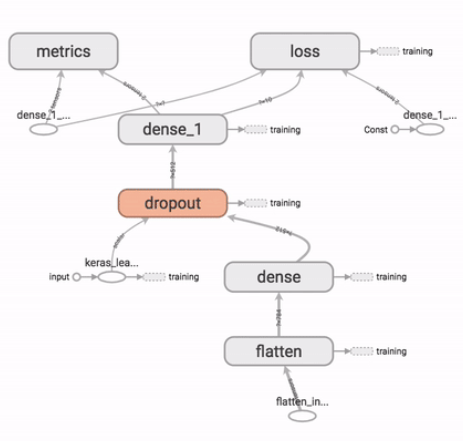 metrics
loss
training
dense_1_...
dense_1_...
Const
dense_1
training
dropout
training
keras_lea...
input
training
dense
training
flatten
training
flatten_in...